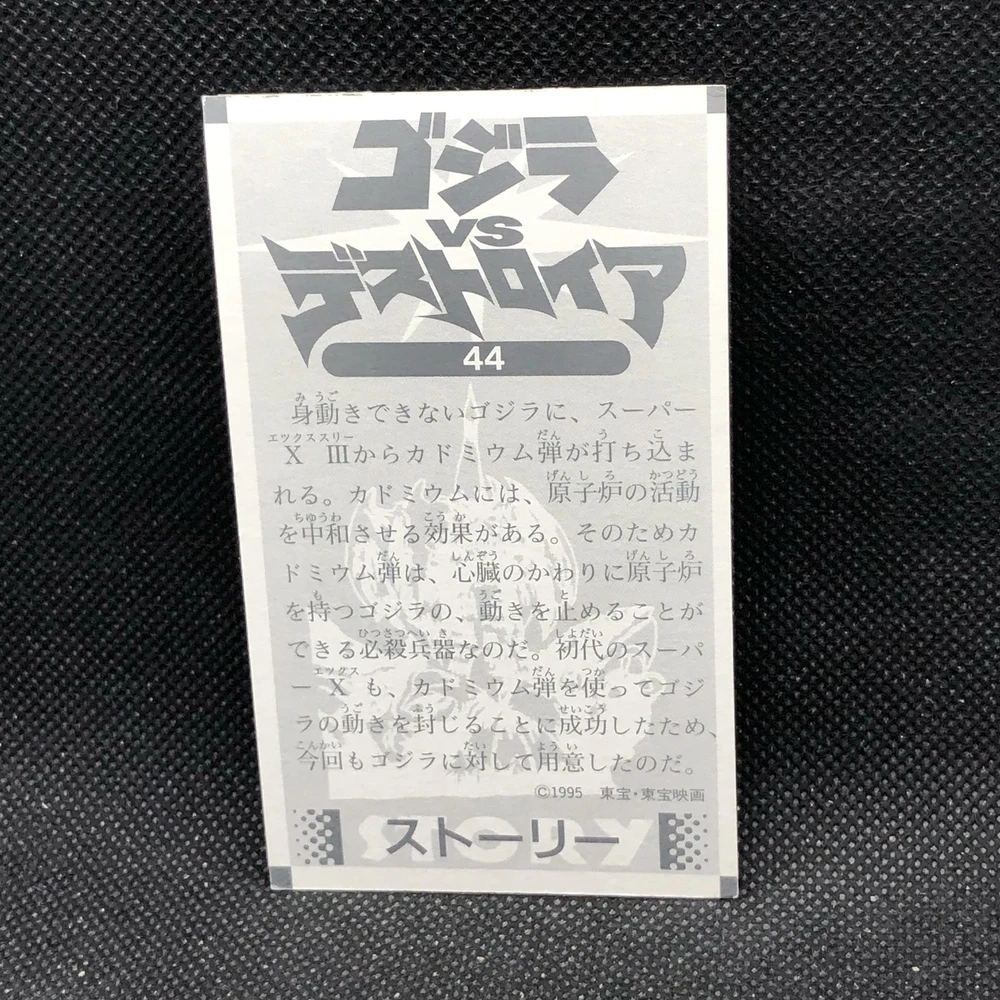 ゴジラ
VS
デストロイア
44
身動きできないゴジラに、スーパー
X Ⅲからカドミウム弾が打ち込ま
れる。カドミウムには、原子炉の活動
を中和させる効果がある。そのためカ
ドミウム弾は、心臓のかわりに原子炉
を持つゴジラの、動きを止めることが
できる必殺兵器なのだ。初代のスーパ
ー X も、カドミウム弾を使ってゴジ
ラの動きを封じることに成功したため、
今回もゴジラに対して用意したのだ。
©1995 東宝・東宝映画
ストーリー